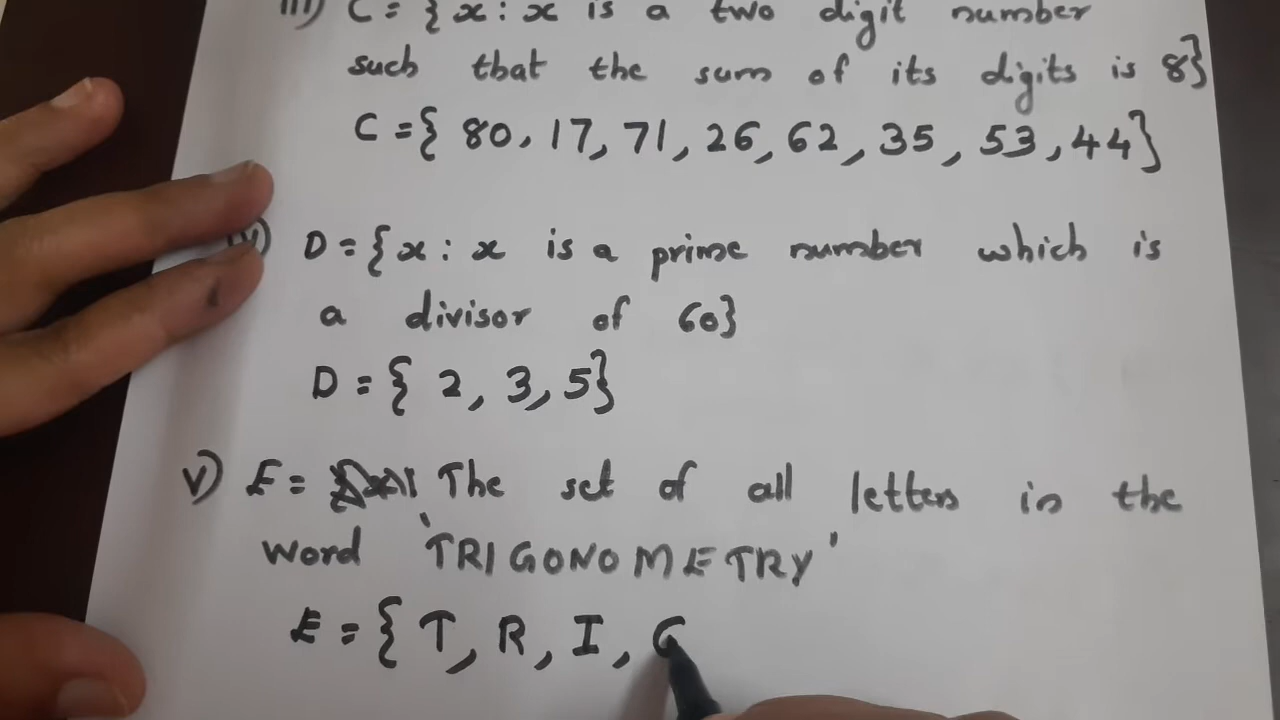 iii) C = {x : x is a two digit number
such that the sum of its digits is 8}
C = { 80, 17, 71, 26, 62, 35, 53, 44}
iv) D = {x : x is a prime number which is
a divisor of 60}
D = { 2, 3, 5}
v) E = The set of all letters in the
word 'TRIGONOMETRY'
E = { T, R, I, G